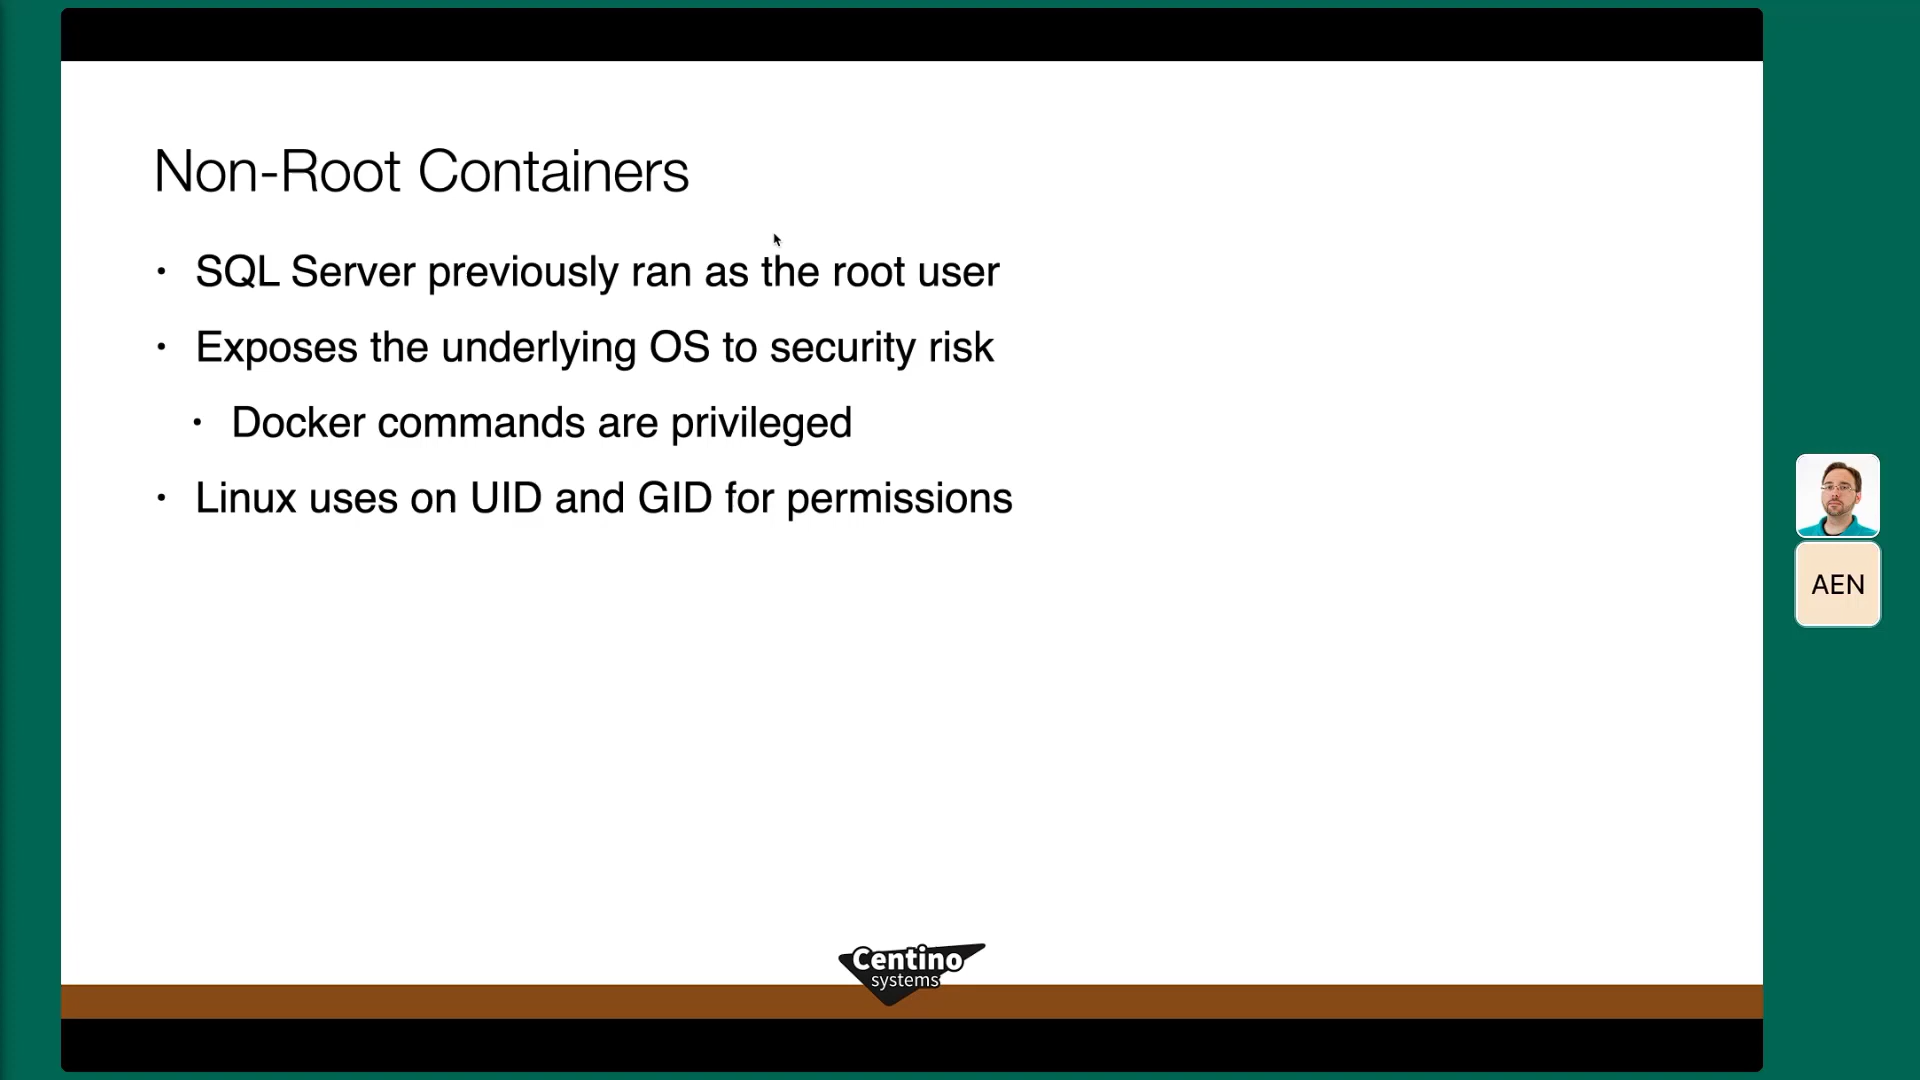 Non-Root Containers
• SQL Server previously ran as the root user
• Exposes the underlying OS to security risk
• Docker commands are privileged
• Linux uses on UID and GID for permissions
AEN
Centino
systems